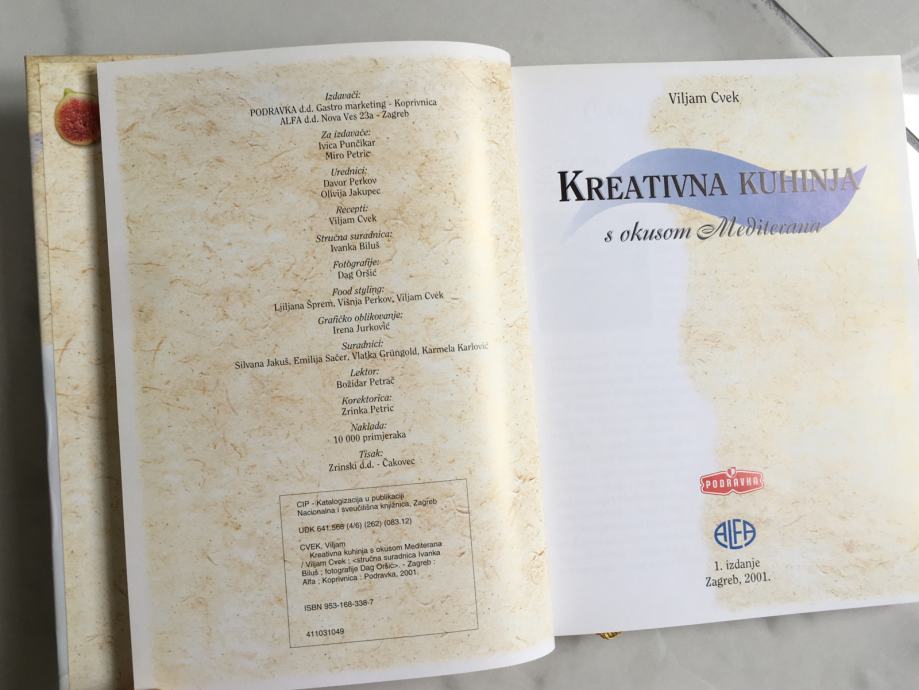 Izdavači:
PODRAVKA d.d. Gastro marketing - Koprivnica
ALFA d.d. Nova Ves 23a - Zagreb
Za izdavače:
Ivica Punčikar
Miro Petric
Urednici:
Davor Perkov
Olivija Jakupec
Recepti:
Viljam Cvek
Stručna suradnica:
Ivanka Biluš
Fotografije:
Dag Oršić
Food styling:
Ljiljana Šprem, Višnja Perkov, Viljam Cvek
Grafičko oblikovanje:
Irena Jurković
Suradnici:
Silvana Jakuš, Emilija Sačer, Vlatka Grüngold, Karmela Karlović
Lektor:
Božidar Petrač
Korektorica:
Zrinka Petric
Naklada:
10 000 primjeraka
Tisak:
Zrinski d.d. - Čakovec
CIP - Katalogizacija u publikaciji
Nacionalna i sveučilišna knjižnica, Zagreb
UDK 641.568 (4/6) (262) (083.12)
CVEK, Viljam
Kreativna kuhinja s okusom Mediterana
/ Viljam Cvek ; <stručna suradnica Ivanka
Biluš ; fotografije Dag Oršić>. - Zagreb :
Alfa ; Koprivnica : Podravka, 2001.
ISBN 953-168-338-7
411031049
Viljam Cvek
KREATIVNA KUHINJA
s okusom Mediterana
PODRAVKA
ALFA
1. izdanje
Zagreb, 2001.